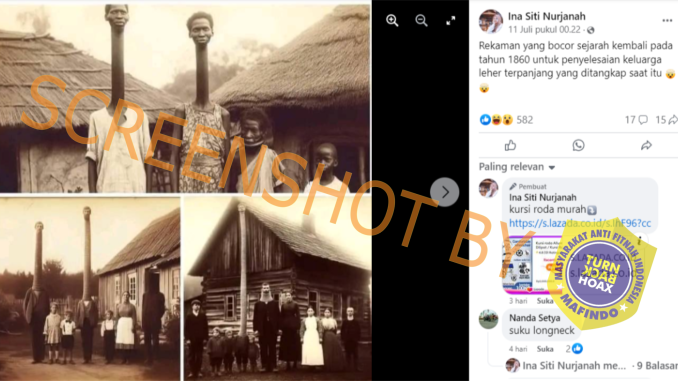 SCREENSHOT BY
Ina Siti Nurjanah
11 Juli pukul 00.22 ·
Rekaman yang bocor sejarah kembali pada
tahun 1860 untuk penyelesaian keluarga
leher terpanjang yang ditangkap saat itu 😯
😯
582
17
15
Paling relevan
Pembuat
Ina Siti Nurjanah
kursi roda murah⤵️
https://s.lazada.co.id/s.lhF96?cc
3 hari Suka
MASYARAKAT ANTI FITNAH INDONESIA
TURN
BACK
HOAX
MAFINDO
Nanda Setya
suku longneck
4 hari Suka 2
Ina Siti Nurjanah me... · 9 Balasan